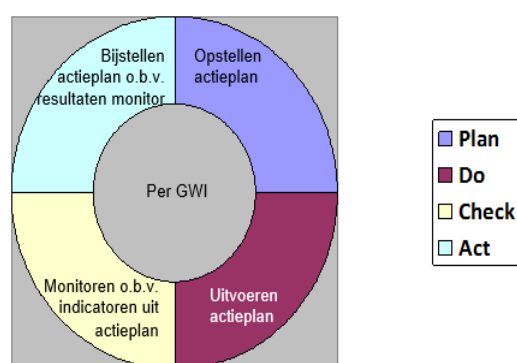 Bijstellen
actieplan o.b.v.
resultaten monitor
Opstellen
actieplan
Per GWI
Monitoren o.b.v.
indicatoren uit
actieplan
Uitvoeren
actieplan
Plan
Do
Check
Act